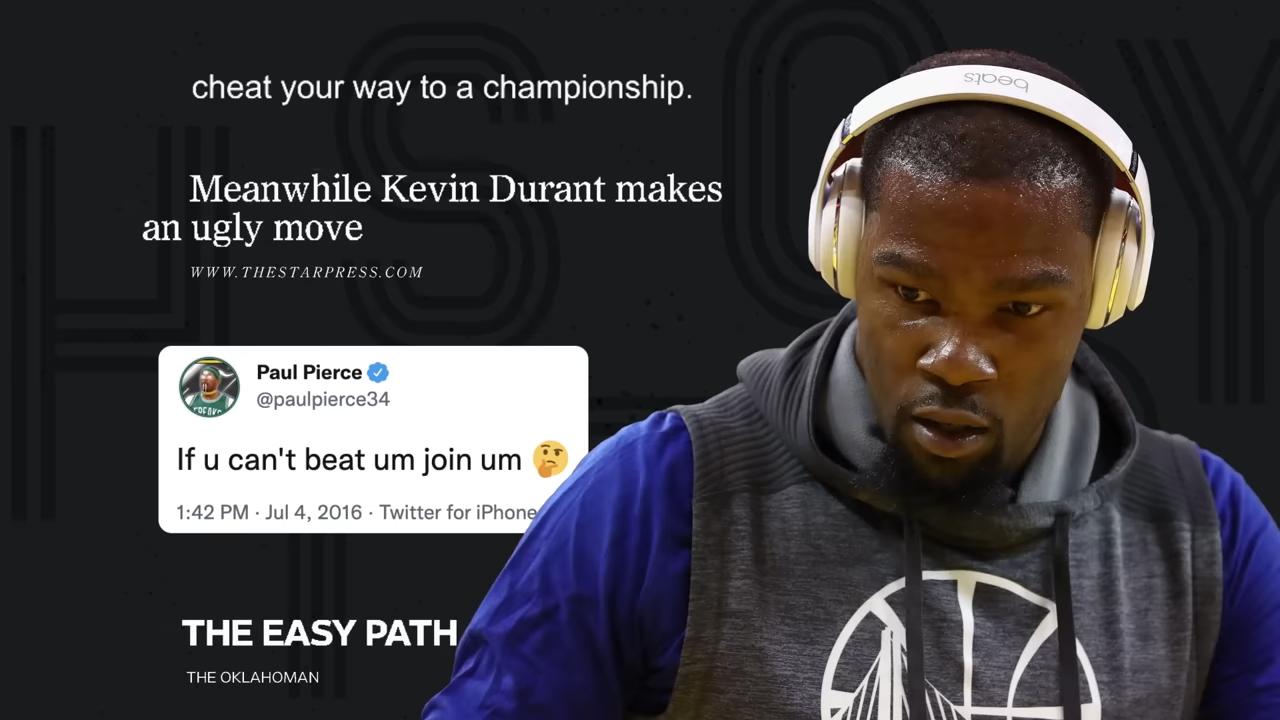 beats
cheat your way to a championship.
Meanwhile Kevin Durant makes
an ugly move
WWW.THESTARPRESS.COM
Paul Pierce
@paulpierce34
If u can't beat um join um 🤔
1:42 PM · Jul 4, 2016 · Twitter for iPhone
THE EASY PATH
THE OKLAHOMAN